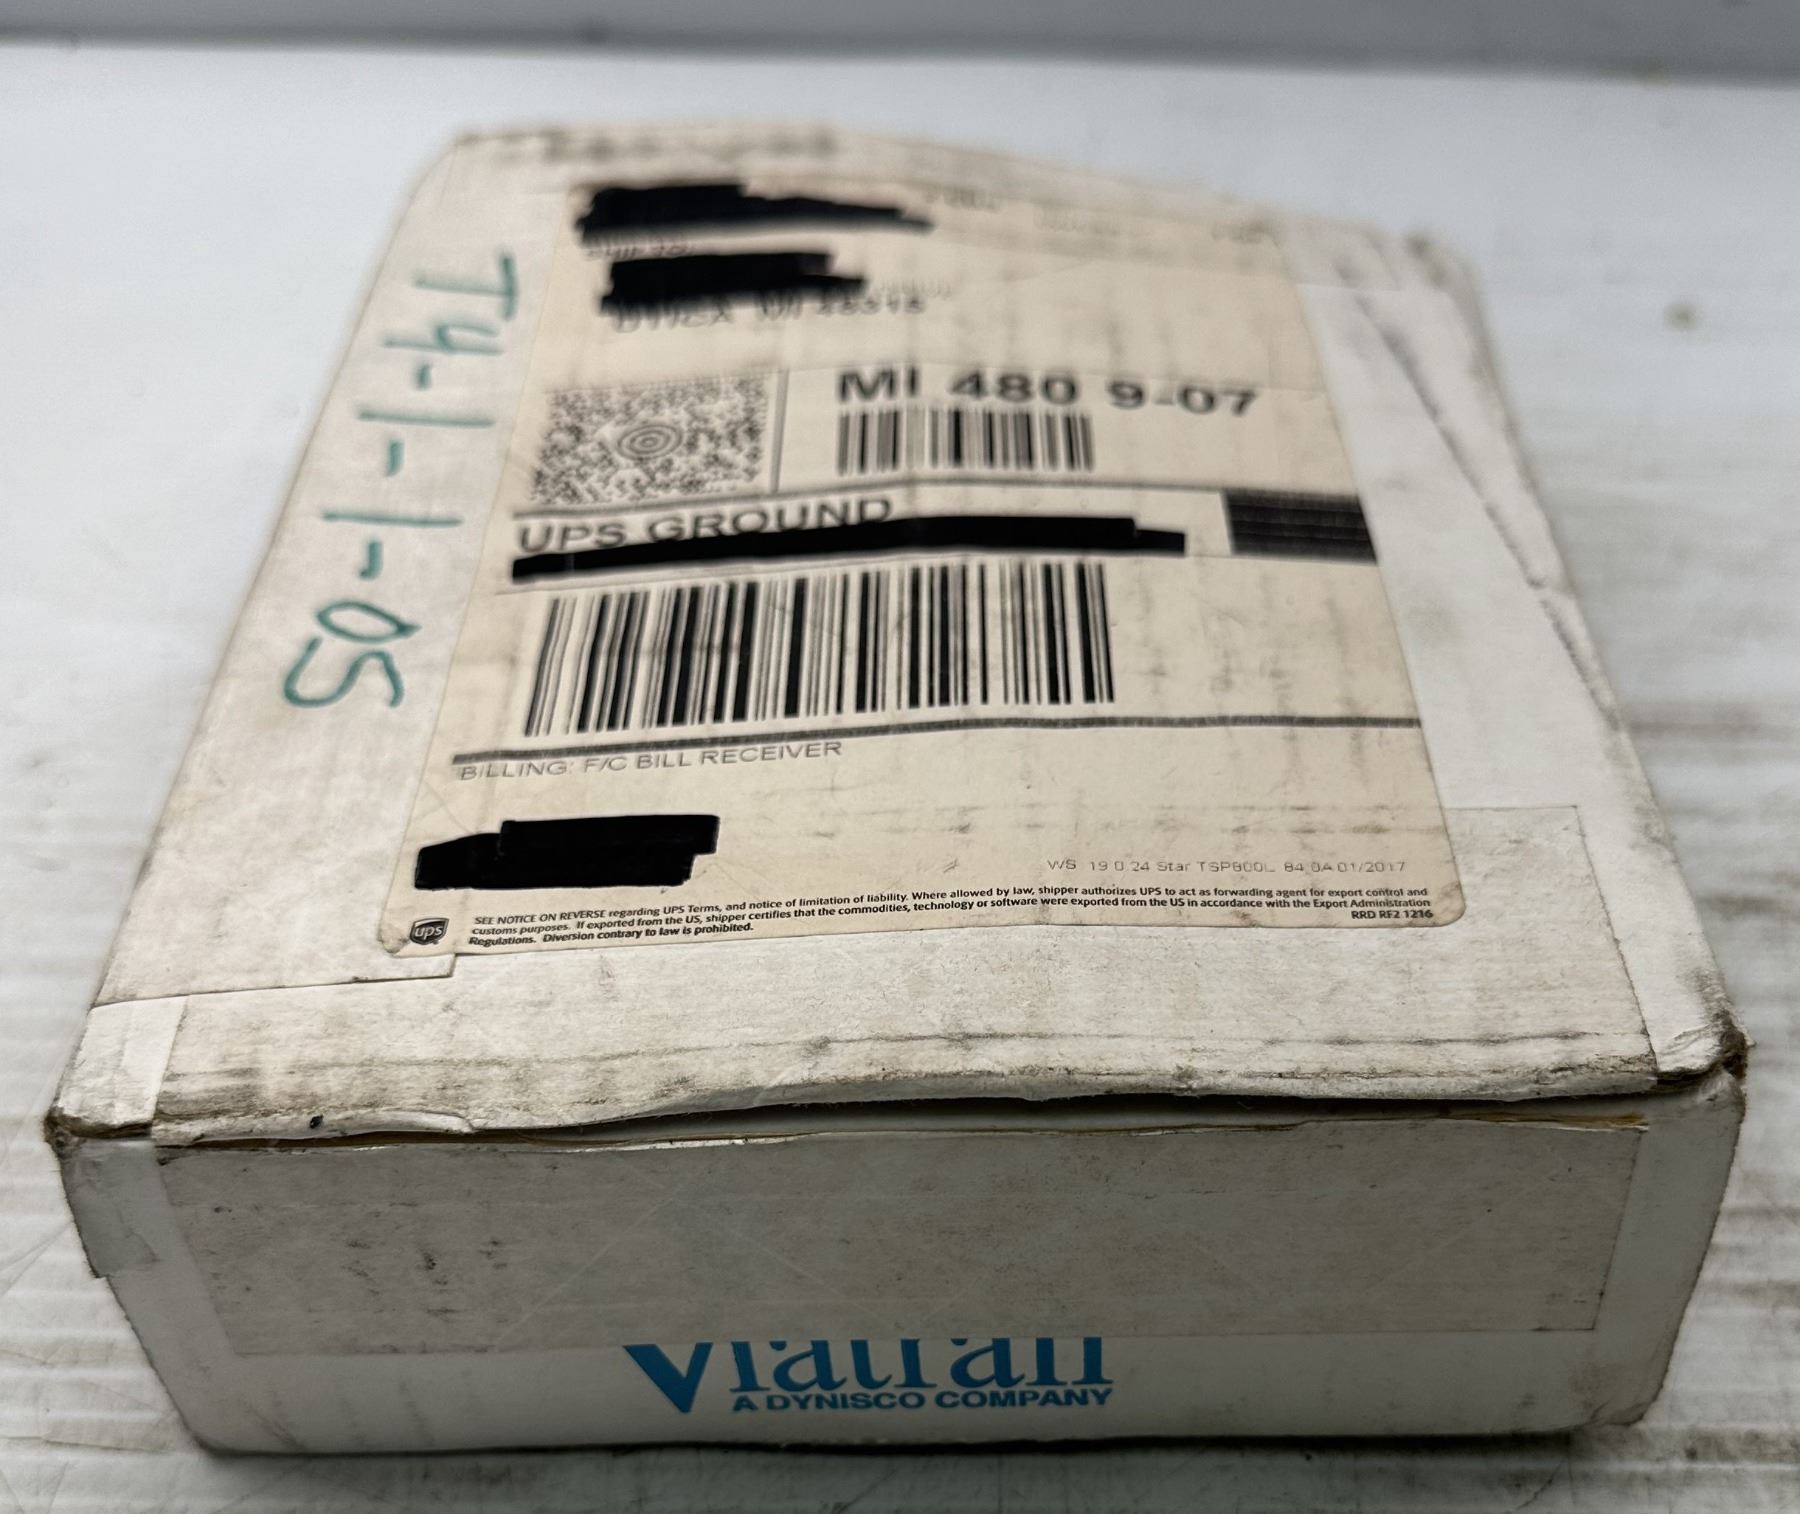 T4-1-1-05
SHIP TO:
UTICA MI
MI 480 9-07
UPS GROUND
BILLING: F/C BILL RECEIVER
WS 19 0 24 Star TSP800L 84 0A 01/2017
ups
SEE NOTICE ON REVERSE regarding UPS Terms, and notice of limitation of liability. Where allowed by law, shipper authorizes UPS to act as forwarding agent for export control and
customs purposes. If exported from the US, shipper certifies that the commodities, technology or software were exported from the US in accordance with the Export Administration
Regulations. Diversion contrary to law is prohibited.
RRD RF2 1216
Viatran
A DYNISCO COMPANY